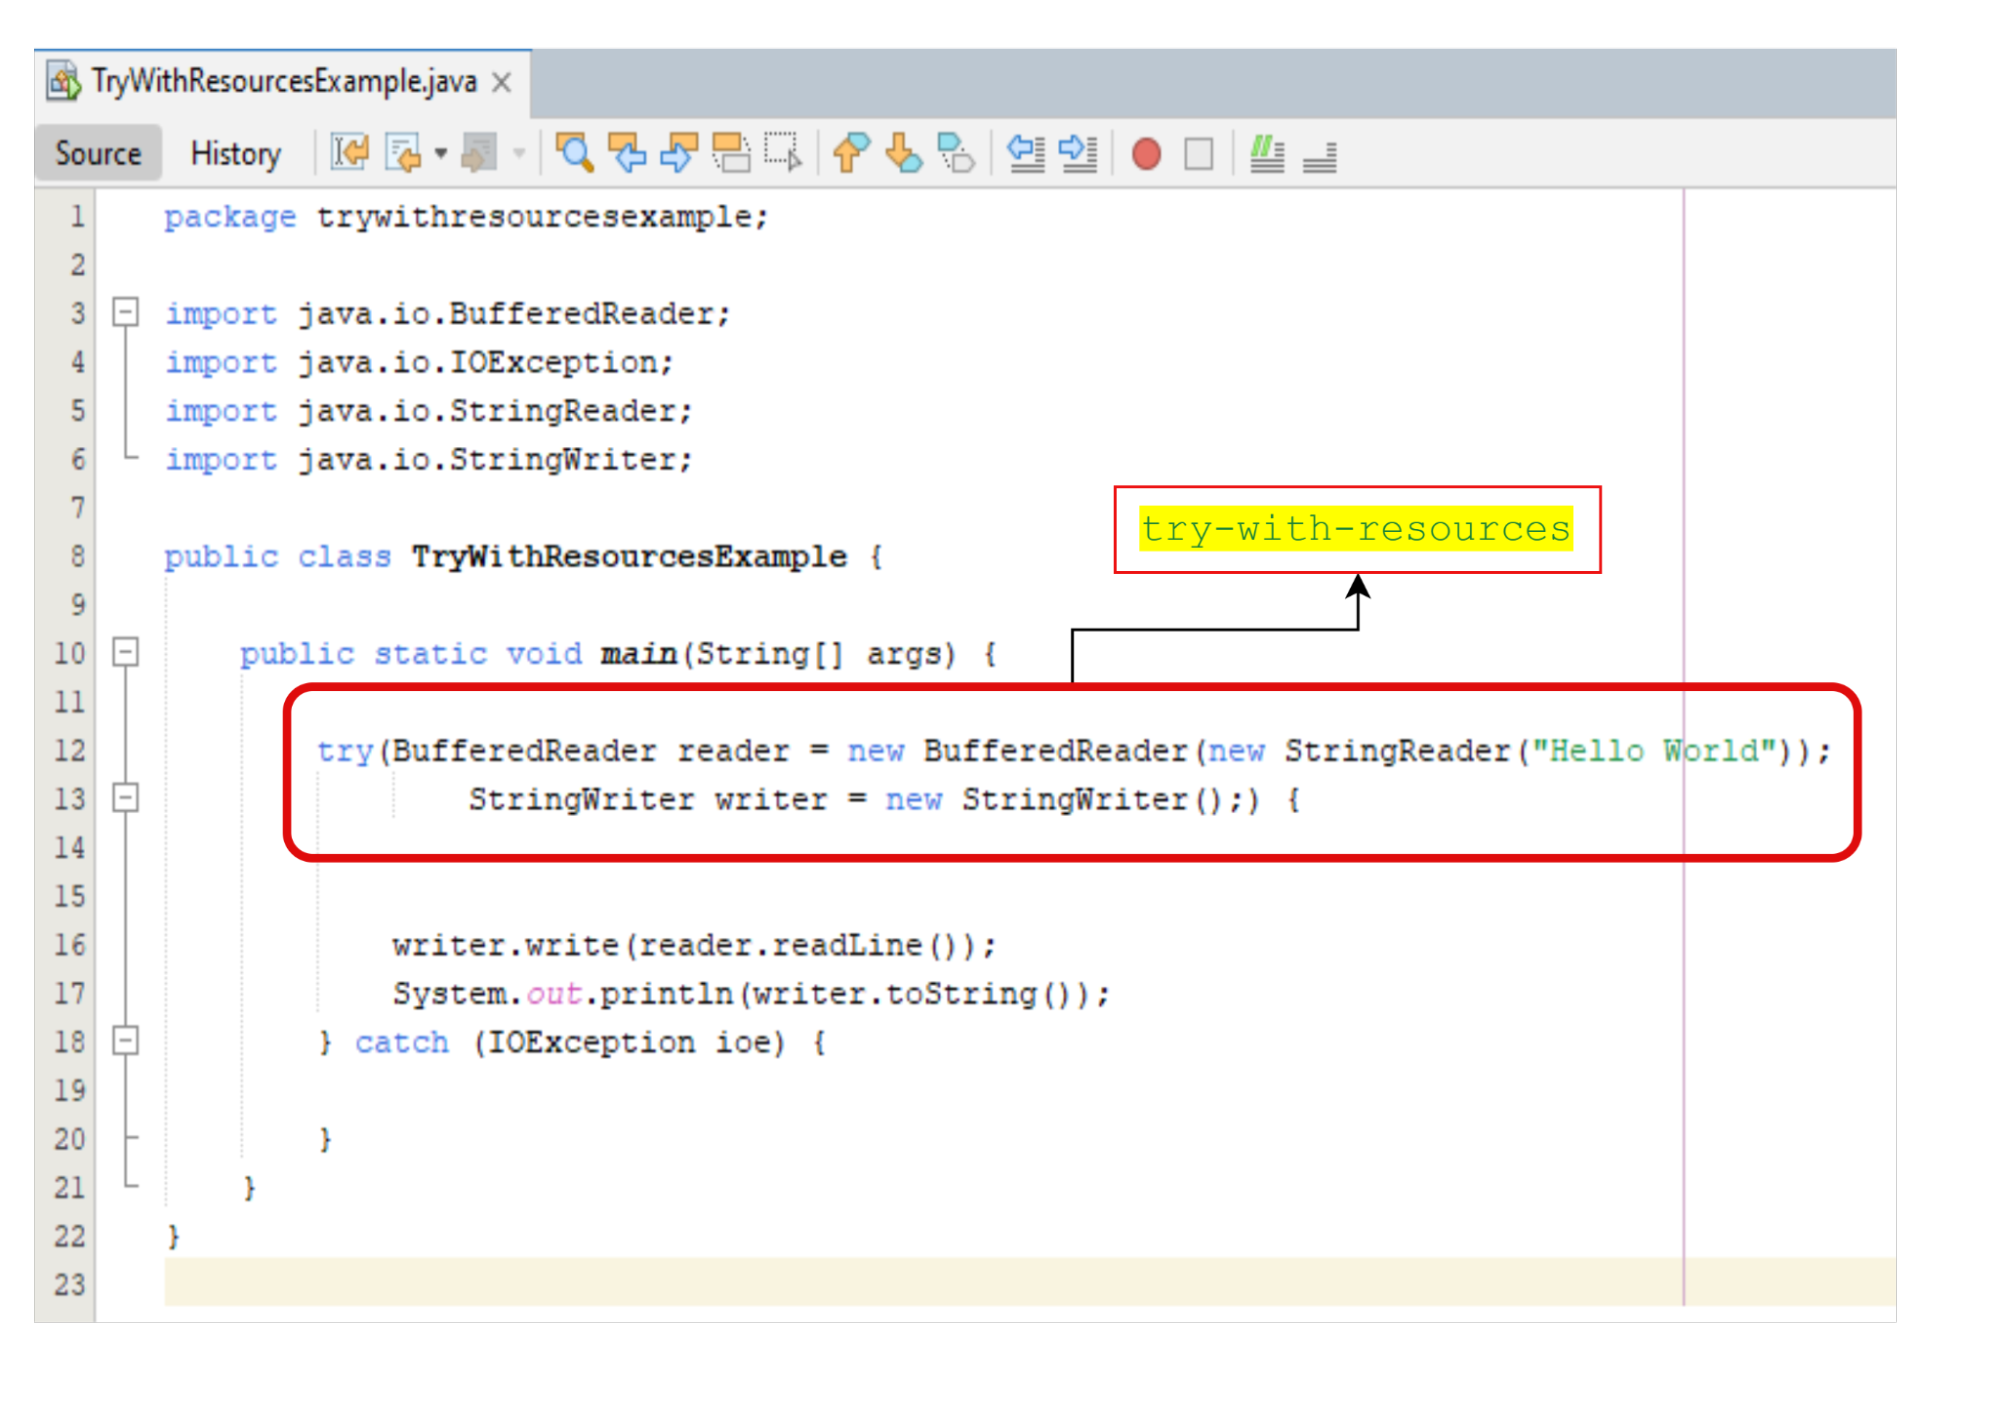 TryWithResourcesExample.java ×
Source History
1 package trywithresourcesexample;
2
3 import java.io.BufferedReader;
4 import java.io.IOException;
5 import java.io.StringReader;
6 import java.io.StringWriter;
7
try-with-resources
8 public class TryWithResourcesExample {
9
10 public static void main(String[] args) {
11
12 try(BufferedReader reader = new BufferedReader(new StringReader("Hello World"));
13 StringWriter writer = new StringWriter();) {
14
15
16 writer.write(reader.readLine());
17 System.out.println(writer.toString());
18 } catch (IOException ioe) {
19
20 }
21 }
22 }
23